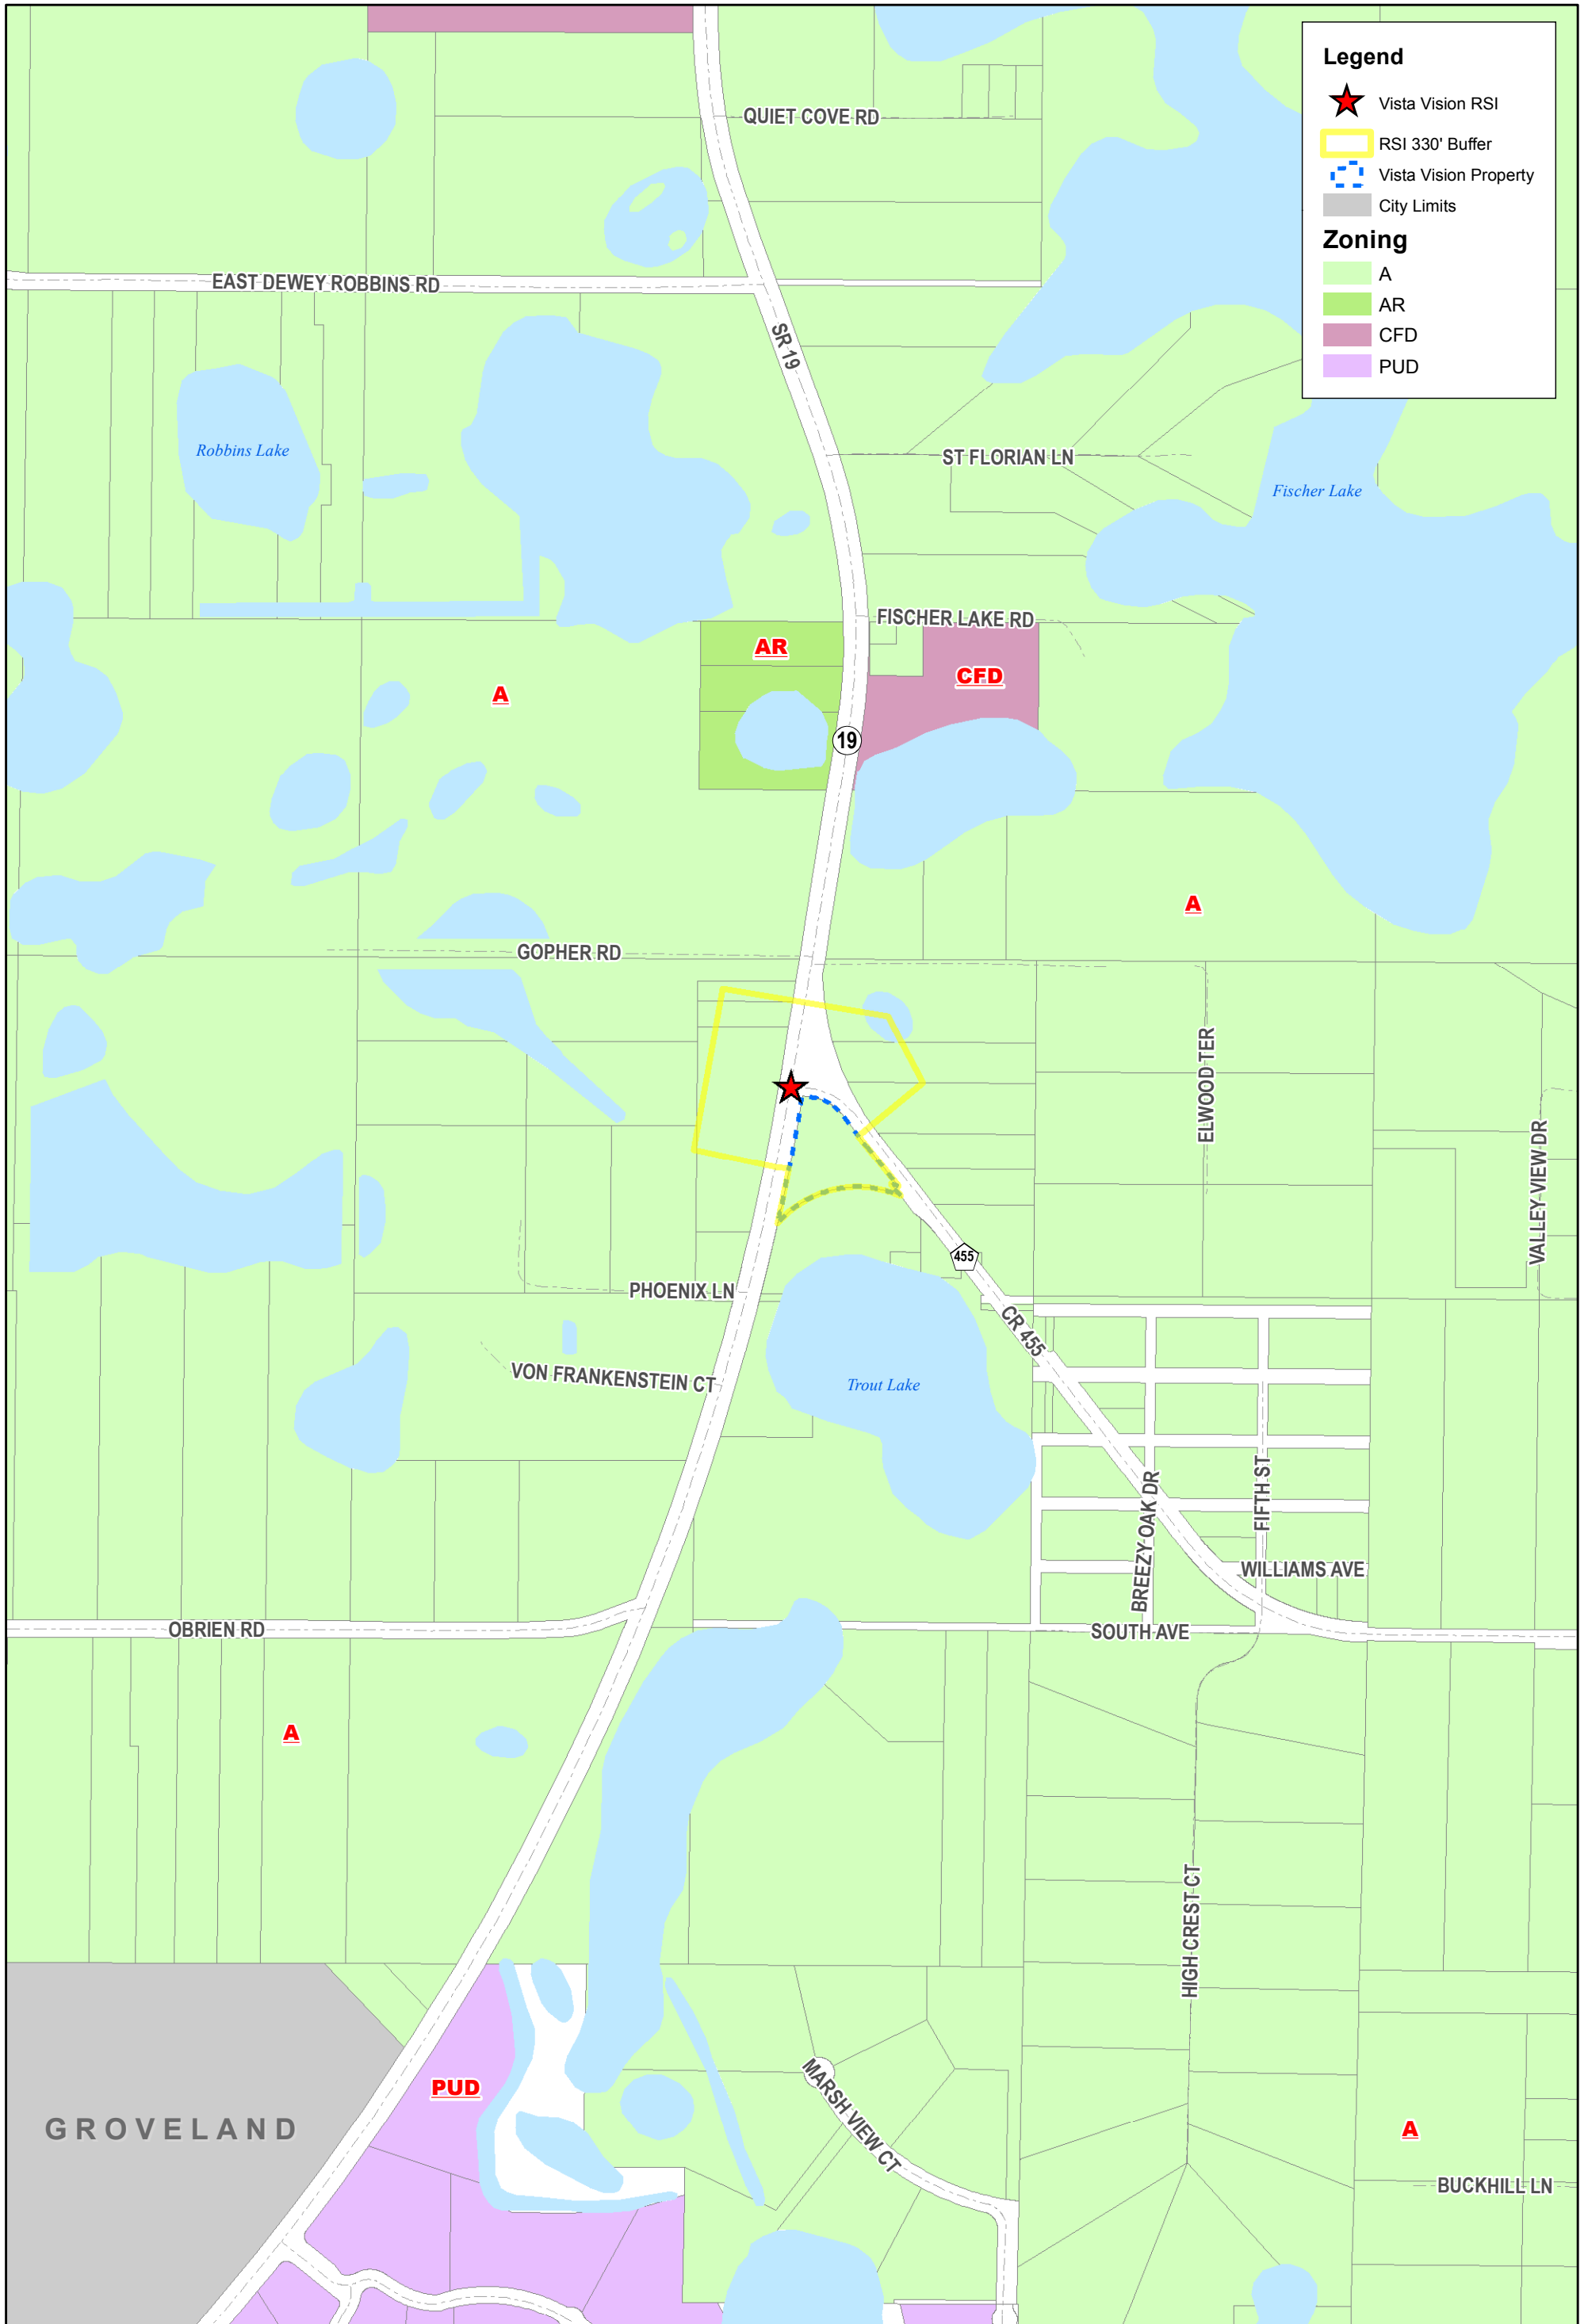 Legend
Vista Vision RSI
RSI 330' Buffer
Vista Vision Property
City Limits
Zoning
A
AR
CFD
PUD
QUIET COVE RD
EAST DEWEY ROBBINS RD
SR 19
Robbins Lake
ST FLORIAN LN
Fischer Lake
FISCHER LAKE RD
AR
CFD
A
19
A
GOPHER RD
ELWOOD TER
VALLEY VIEW DR
455
PHOENIX LN
CR 455
VON FRANKENSTEIN CT
Trout Lake
BREEZY OAK DR
FIFTH ST
WILLIAMS AVE
OBRIEN RD
SOUTH AVE
A
HIGH CREST CT
PUD
MARSH VIEW CT
GROVELAND
A
BUCKHILL LN